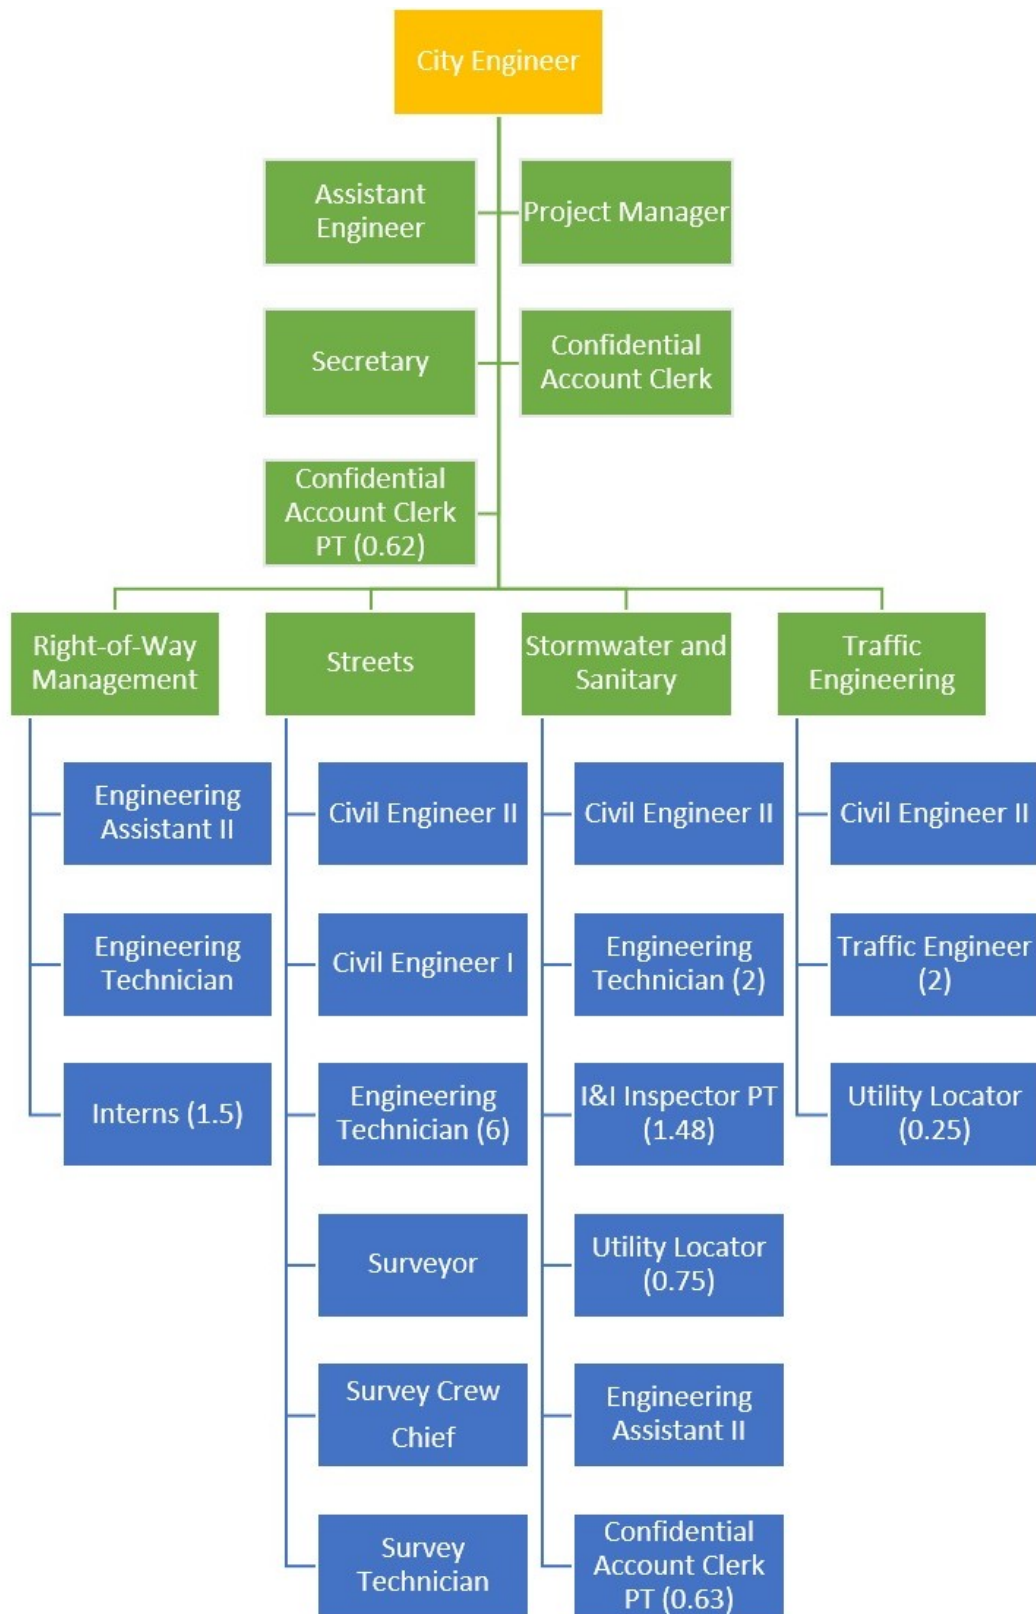 City Engineer
Assistant
Engineer
Project Manager
Secretary
Confidential
Account Clerk
Confidential
Account Clerk
PT (0.62)
Right-of-Way
Management
Streets
Stormwater and
Sanitary
Traffic
Engineering
Engineering
Assistant II
Engineering
Technician
Interns (1.5)
Civil Engineer II
Civil Engineer I
Engineering
Technician (6)
Surveyor
Survey Crew
Chief
Survey
Technician
Civil Engineer II
Engineering
Technician (2)
I&I Inspector PT
(1.48)
Utility Locator
(0.75)
Engineering
Assistant II
Confidential
Account Clerk
PT (0.63)
Civil Engineer II
Traffic Engineer
(2)
Utility Locator
(0.25)